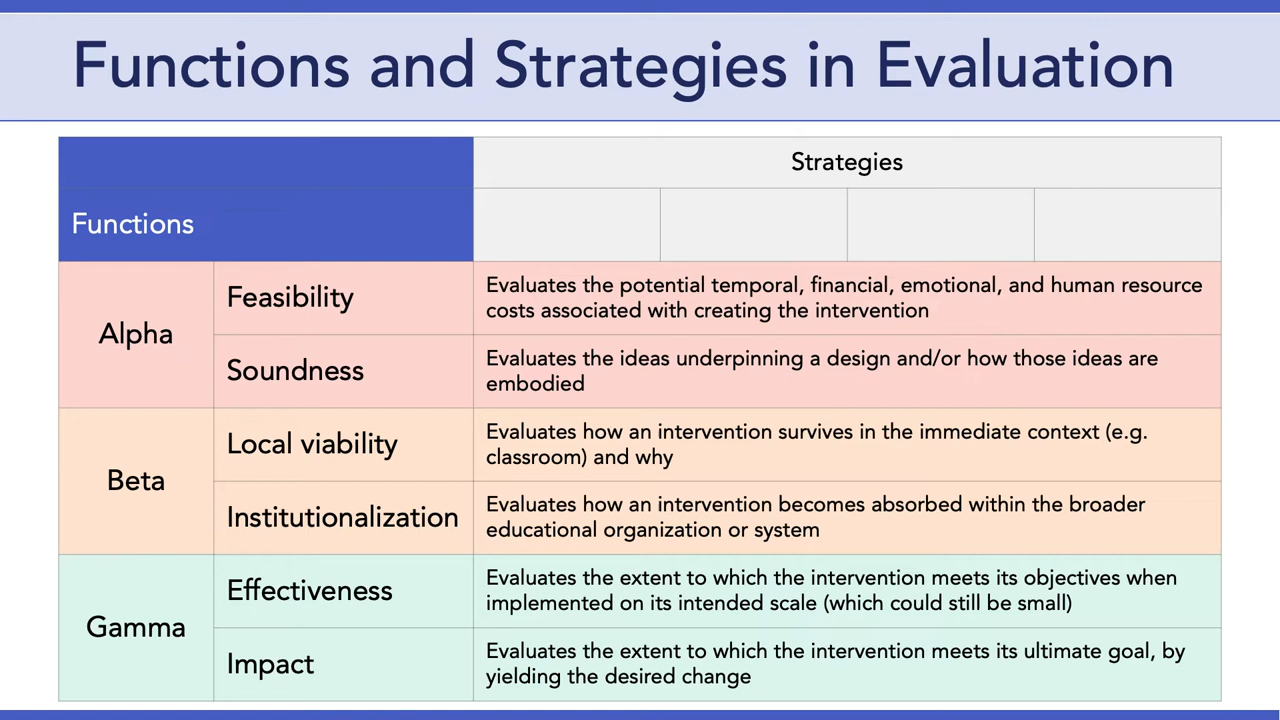 Functions and Strategies in Evaluation
Strategies
Functions
Alpha
Feasibility
Evaluates the potential temporal, financial, emotional, and human resource
costs associated with creating the intervention
Soundness
Evaluates the ideas underpinning a design and/or how those ideas are
embodied
Beta
Local viability
Evaluates how an intervention survives in the immediate context (e.g.
classroom) and why
Institutionalization
Evaluates how an intervention becomes absorbed within the broader
educational organization or system
Gamma
Effectiveness
Evaluates the extent to which the intervention meets its objectives when
implemented on its intended scale (which could still be small)
Impact
Evaluates the extent to which the intervention meets its ultimate goal, by
yielding the desired change